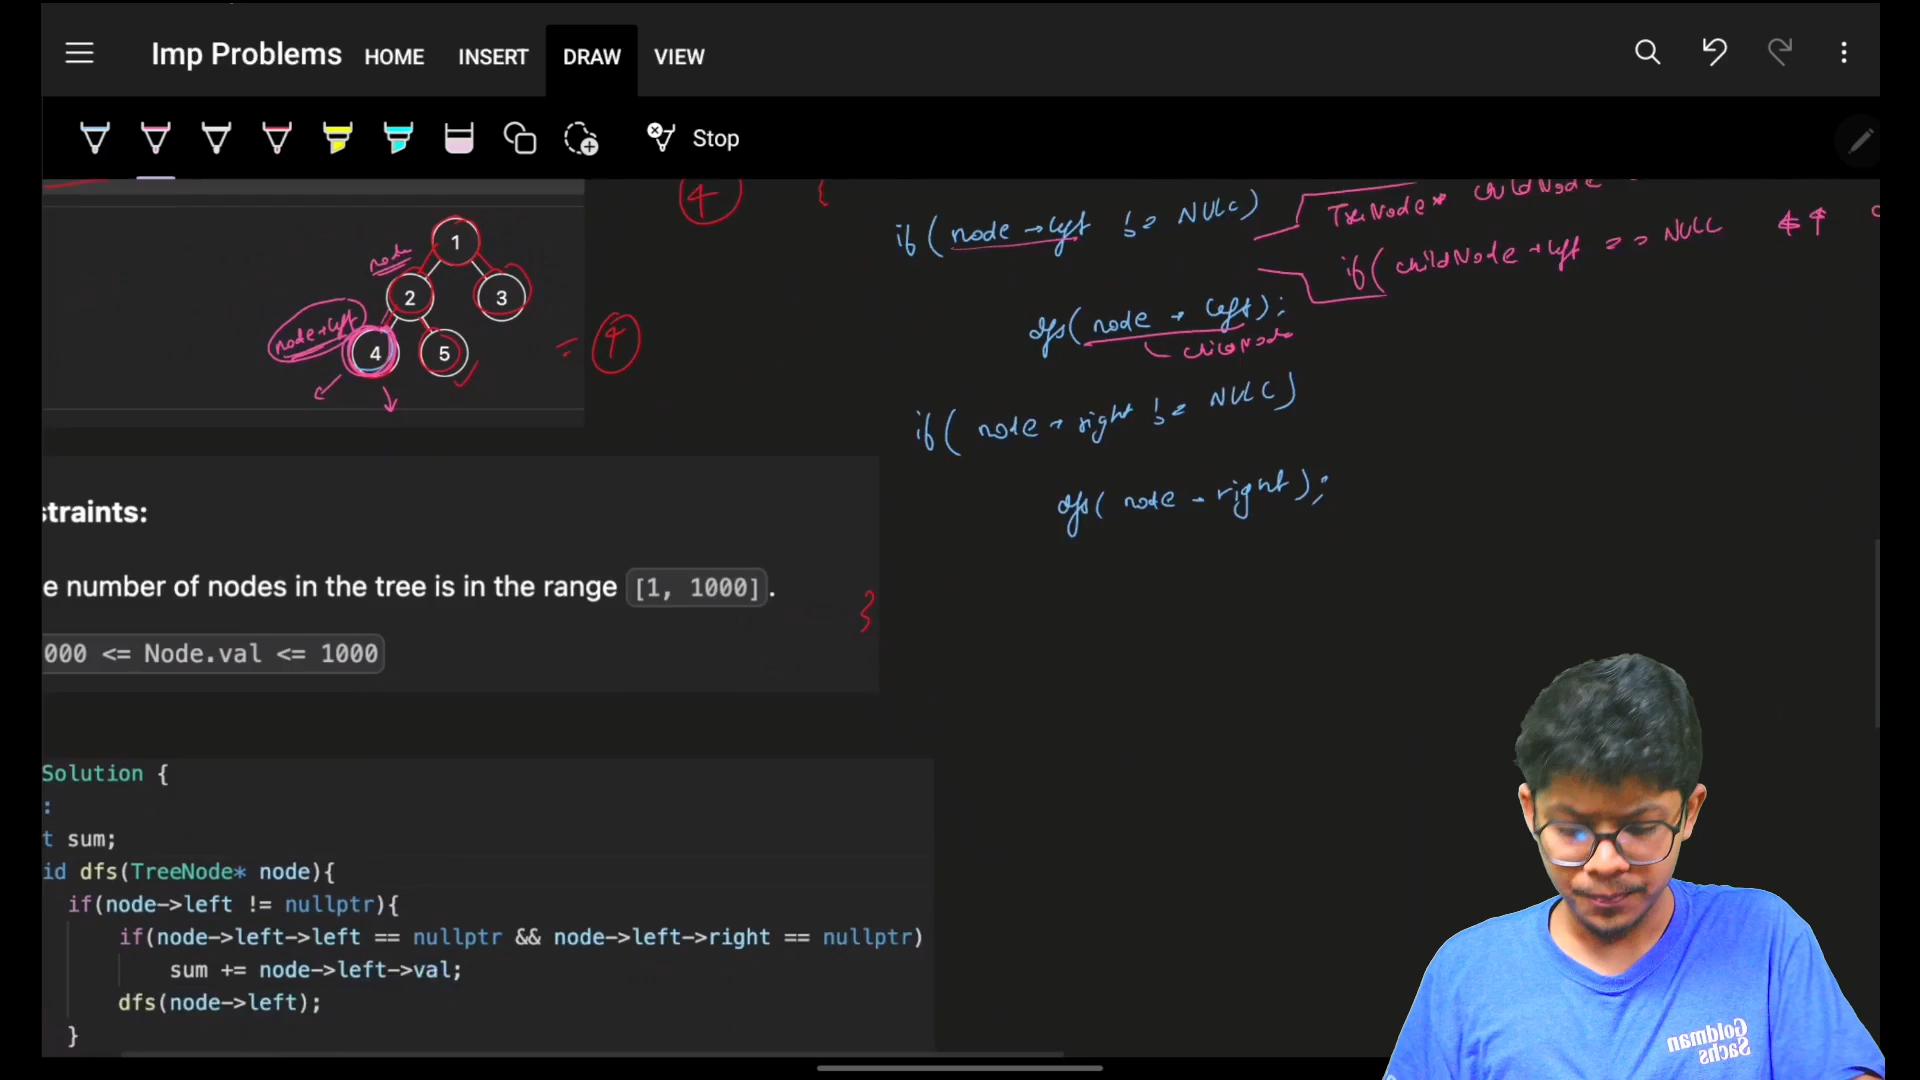 Imp Problems HOME INSERT DRAW VIEW
Stop
4 {
if ( node → left != NULL )
TreeNode* childNode
if ( childNode → left == NULL &&
dfs( node → left );
childNode
if ( node → right != NULL )
dfs( node → right );
node
node→left
1
2 3
4 5
= 4
straints:
e number of nodes in the tree is in the range [1, 1000].
000 <= Node.val <= 1000
}
Solution {
:
t sum;
id dfs(TreeNode* node){
if(node->left != nullptr){
if(node->left->left == nullptr && node->left->right == nullptr)
sum += node->left->val;
dfs(node->left);
}
Goldman
Sachs